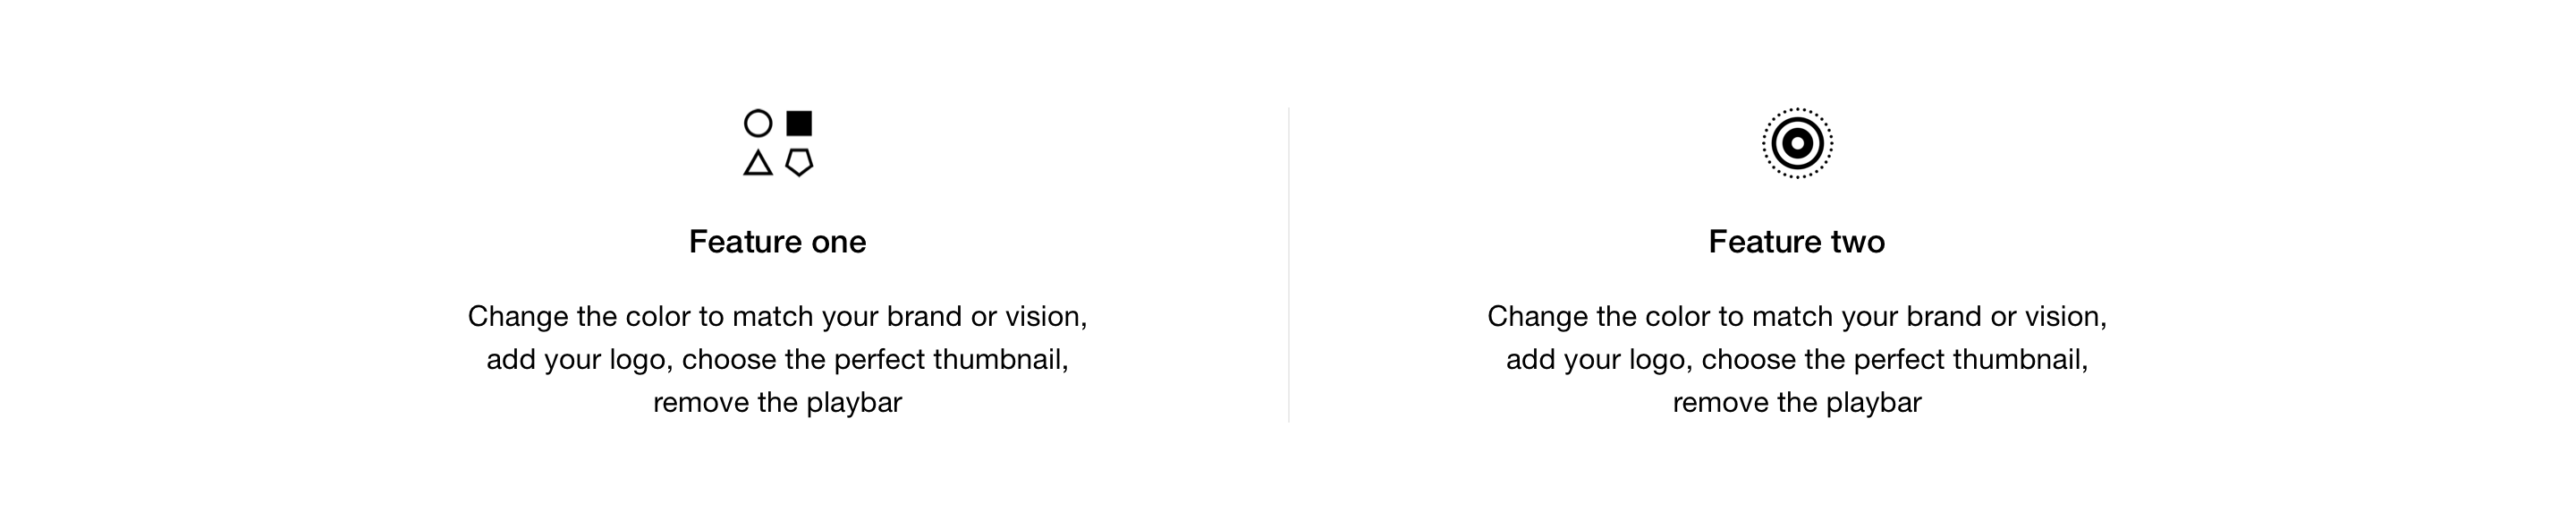 Feature one
Change the color to match your brand or vision,
add your logo, choose the perfect thumbnail,
remove the playbar
Feature two
Change the color to match your brand or vision,
add your logo, choose the perfect thumbnail,
remove the playbar